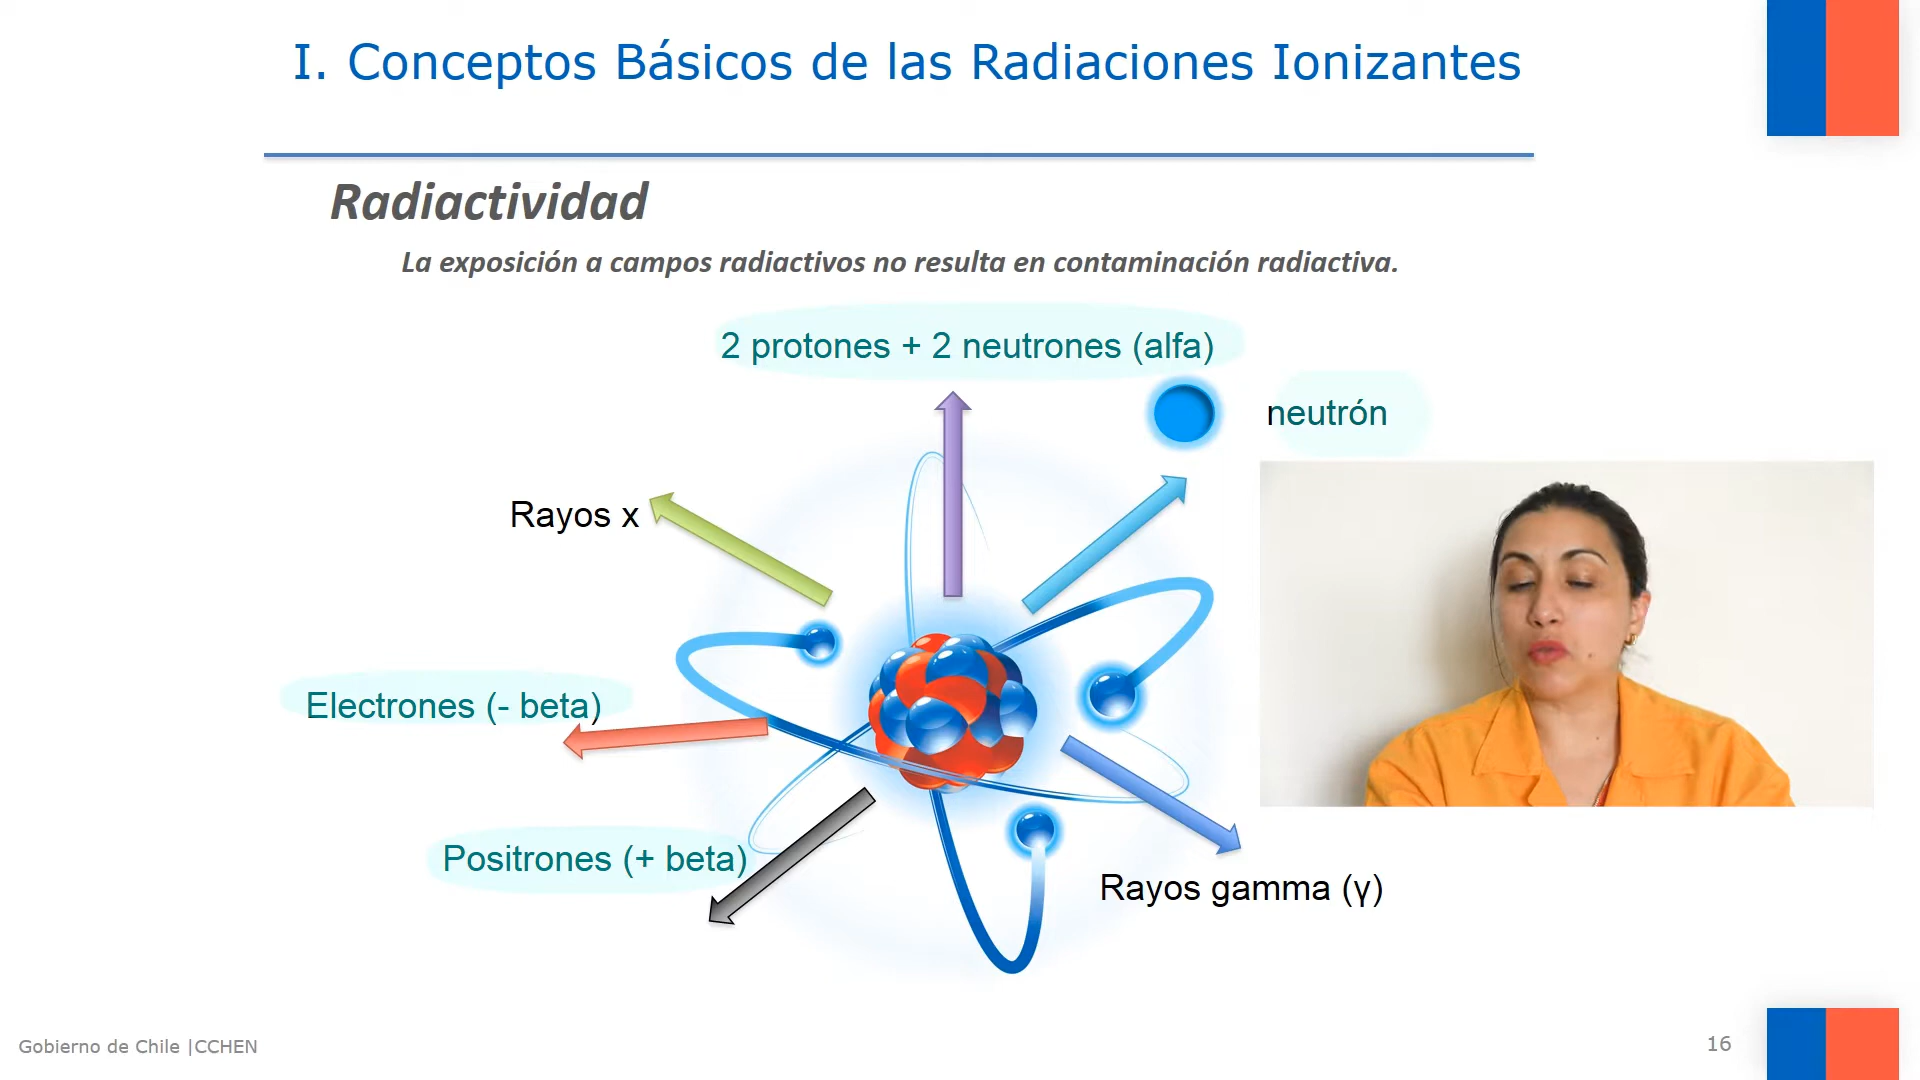 I. Conceptos Básicos de las Radiaciones Ionizantes
Radiactividad
La exposición a campos radiactivos no resulta en contaminación radiactiva.
2 protones + 2 neutrones (alfa)
neutrón
Rayos x
Electrones (- beta)
Positrones (+ beta)
Rayos gamma (γ)
Gobierno de Chile |CCHEN
16